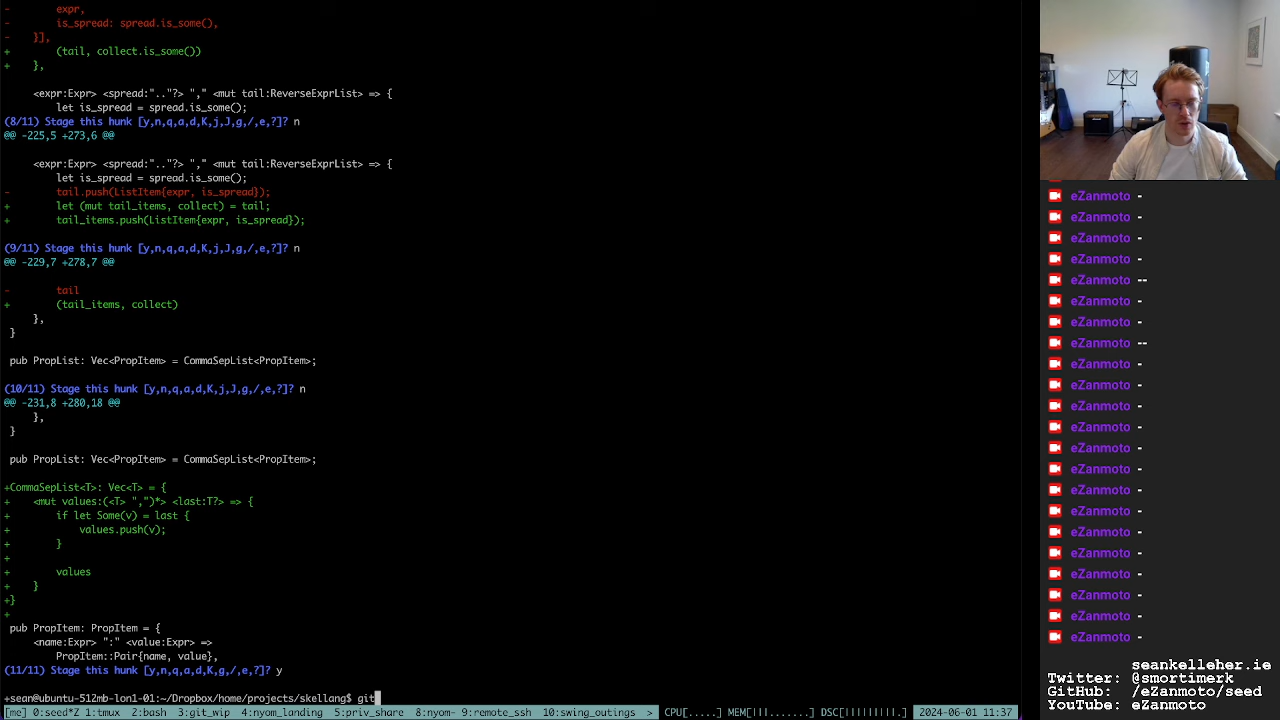 -        expr,
-        is_spread: spread.is_some(),
-    }],
+        (tail, collect.is_some())
+    },

     <expr:Expr> <spread:".."?> "," <mut tail:ReverseExprList> => {
         let is_spread = spread.is_some();
(8/11) Stage this hunk [y,n,q,a,d,K,j,J,g,/,e,?]? n
@@ -225,5 +273,6 @@

     <expr:Expr> <spread:".."?> "," <mut tail:ReverseExprList> => {
         let is_spread = spread.is_some();
-        tail.push(ListItem{expr, is_spread});
+        let (mut tail_items, collect) = tail;
+        tail_items.push(ListItem{expr, is_spread});

(9/11) Stage this hunk [y,n,q,a,d,K,j,J,g,/,e,?]? n
@@ -229,7 +278,7 @@

-        tail
+        (tail_items, collect)
     },
 }

 pub PropList: Vec<PropItem> = CommaSepList<PropItem>;

(10/11) Stage this hunk [y,n,q,a,d,K,j,J,g,/,e,?]? n
@@ -231,8 +280,18 @@
     },
 }

 pub PropList: Vec<PropItem> = CommaSepList<PropItem>;

+CommaSepList<T>: Vec<T> = {
+    <mut values:(<T> ",")*> <last:T?> => {
+        if let Some(v) = last {
+            values.push(v);
+        }
+
+        values
+    }
+}
+
 pub PropItem: PropItem = {
     <name:Expr> ":" <value:Expr> =>
         PropItem::Pair{name, value},
(11/11) Stage this hunk [y,n,q,a,d,K,g,/,e,?]? y

+sean@ubuntu-512mb-lon1-01:~/Dropbox/home/projects/skellang$ git
[me] 0:seed*Z 1:tmux 2:bash 3:git_wip 4:nyom_landing 5:priv_share 8:nyom- 9:remote_ssh 10:swing_outings > CPU[.....] MEM[|||.......] DSC[|||||||||.] 2024-06-01 11:37
eZanmoto -
eZanmoto -
eZanmoto -
eZanmoto -
eZanmoto --
eZanmoto -
eZanmoto -
eZanmoto --
eZanmoto -
eZanmoto -
eZanmoto -
eZanmoto -
eZanmoto -
eZanmoto -
eZanmoto -
eZanmoto -
eZanmoto -
eZanmoto -
eZanmoto -
eZanmoto -
eZanmoto -
eZanmoto -
Twitter: seankeller_io
GitHub: @smortimerk/seed